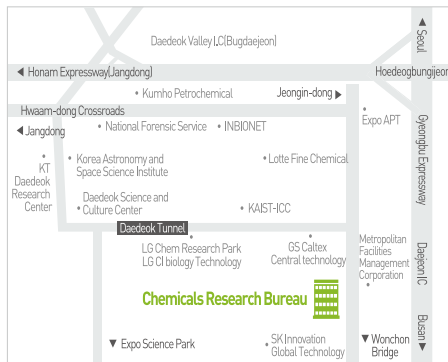 Daedeok Valley I.C(Bugdaejeon)
▲ Seoul
◀ Honam Expressway(Jangdong)
Hoedeogbungijeom
• Kumho Petrochemical
Jeongin-dong ▶
Hwaam-dong Crossroads
◀ Jangdong
• National Forensic Service
• INBIONET
• Expo APT
Gyeongbu Expressway
• KT
Daedeok
Research
Center
• Korea Astronomy and
Space Science Institute
• Lotte Fine Chemical
Daedeok Science and
Culture Center
• KAIST-ICC
Daedeok Tunnel
LG Chem Research Park
LG CI biology Technology
GS Caltex
Central technology
Metropolitan
Facilities
Management
Corporation
Daejeon IC
Chemicals Research Bureau
Busan ▶
▼ Expo Science Park
• SK Innovation
Global Technology
▼ Wonchon
Bridge